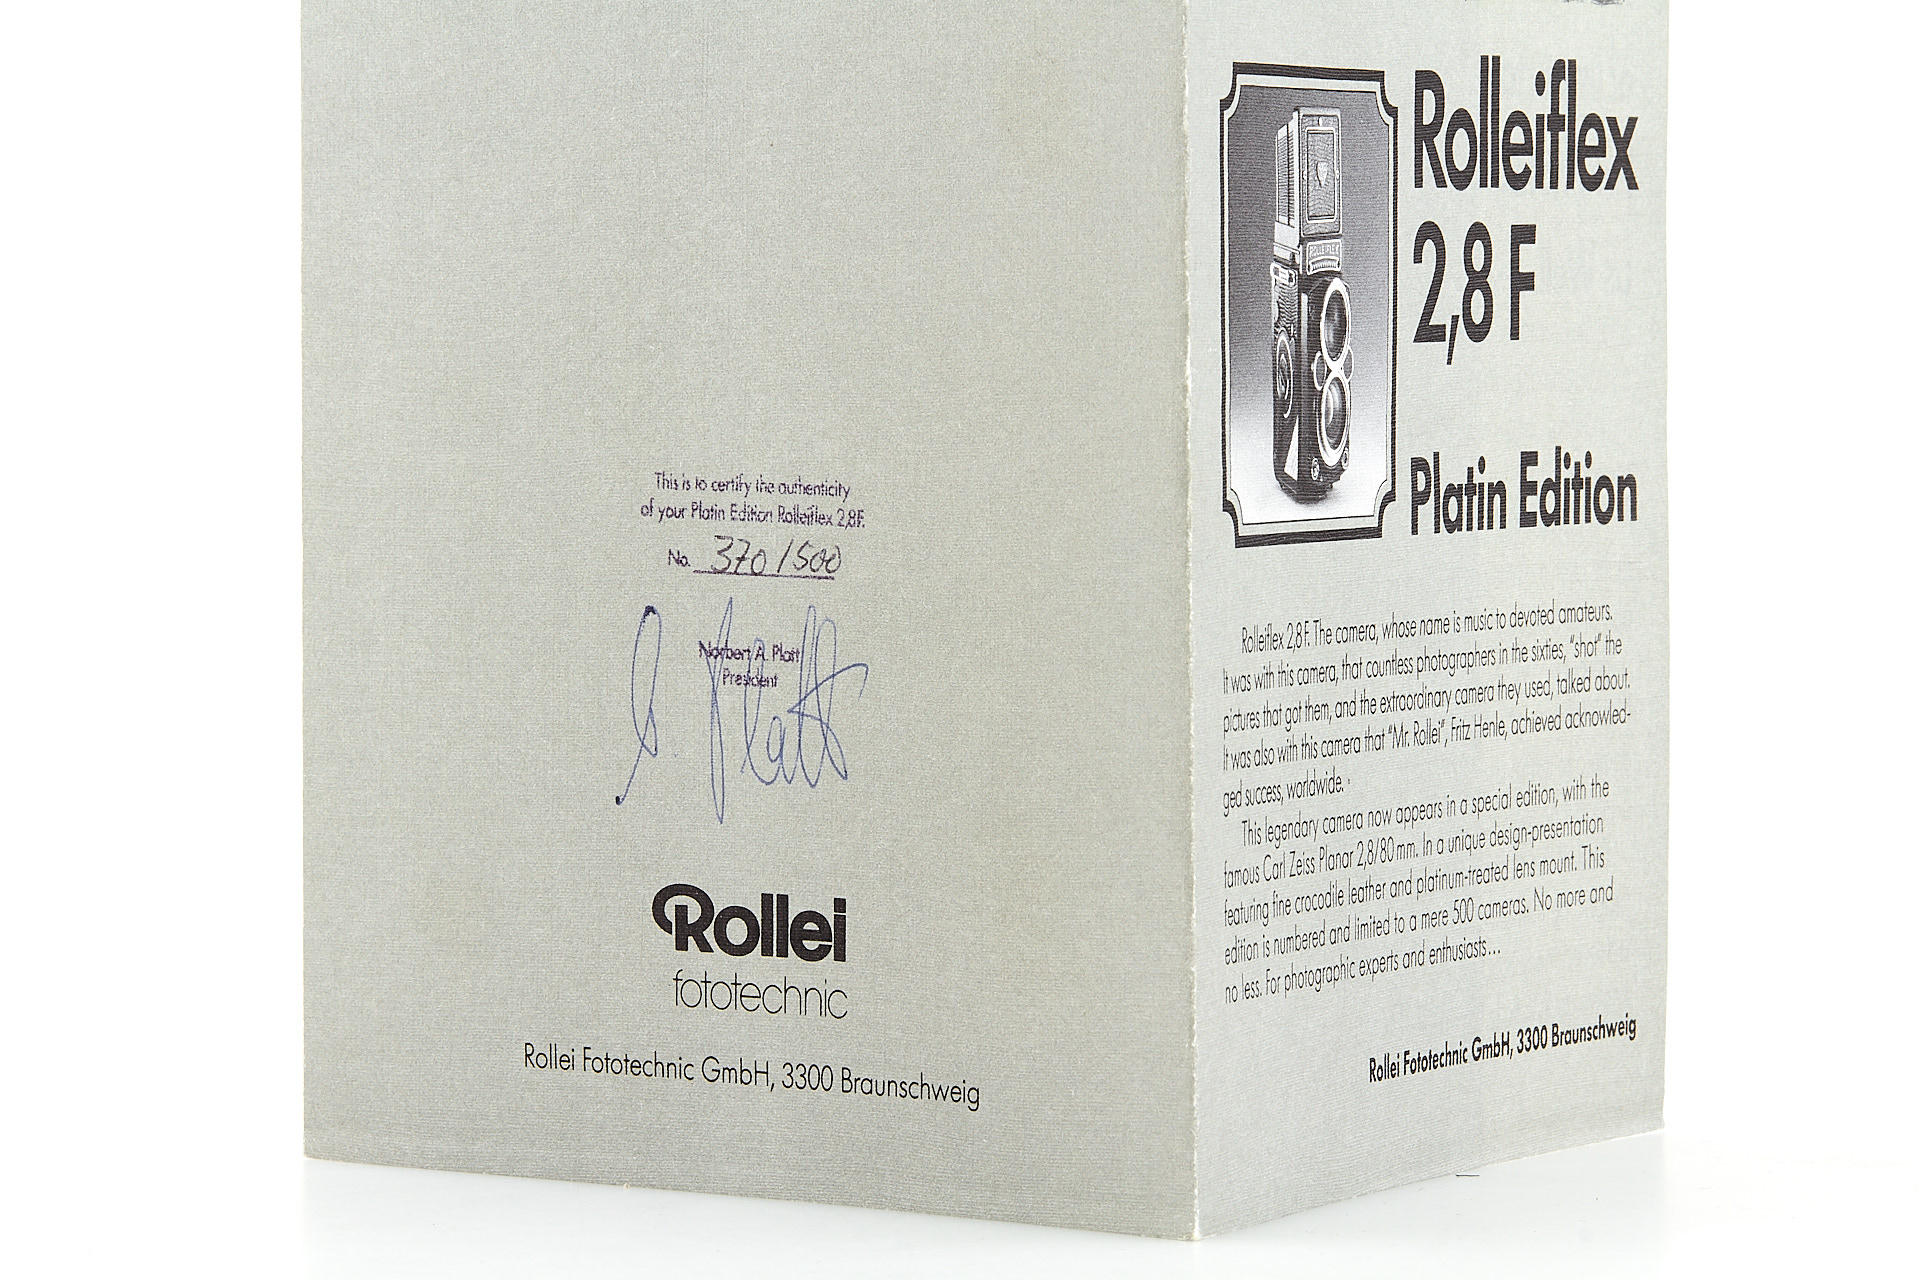 This is to certify the authenticity
of your Platin Edition Rolleiflex 2,8F.
No. 370/500
Norbert A. Platt
President
Rollei
fototechnic
Rollei Fototechnic GmbH, 3300 Braunschweig
Rolleiflex
2,8 F
Platin Edition
Rolleiflex 2,8 F. The camera, whose name is music to devoted amateurs.
It was with this camera, that countless photographers in the sixties, "shot" the
pictures that got them, and the extraordinary camera they used, talked about.
It was also with this camera that "Mr. Rollei", Fritz Henle, achieved acknowled-
ged success, worldwide.
This legendary camera now appears in a special edition, with the
famous Carl Zeiss Planar 2,8/80 mm. In a unique design-presentation
featuring fine crocodile leather and platinum-treated lens mount. This
edition is numbered and limited to a mere 500 cameras. No more and
no less. For photographic experts and enthusiasts...
Rollei Fototechnic GmbH, 3300 Braunschweig